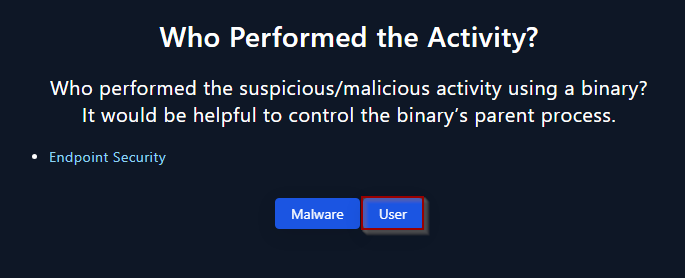 Who Performed the Activity?
Who performed the suspicious/malicious activity using a binary?
It would be helpful to control the binary’s parent process.
Endpoint Security
Malware
User